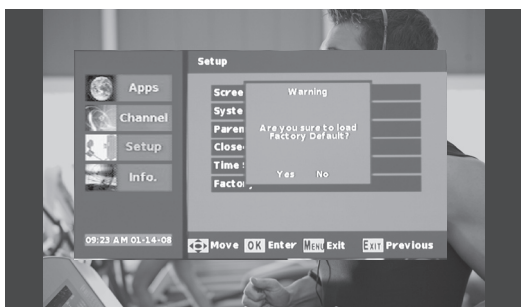 Setup
Apps
Channel
Setup
Info.
Warning
Are you sure to load
Factory Default?
Yes No
09:23 AM 01-14-08
Move OK Enter MENU Exit EXIT Previous